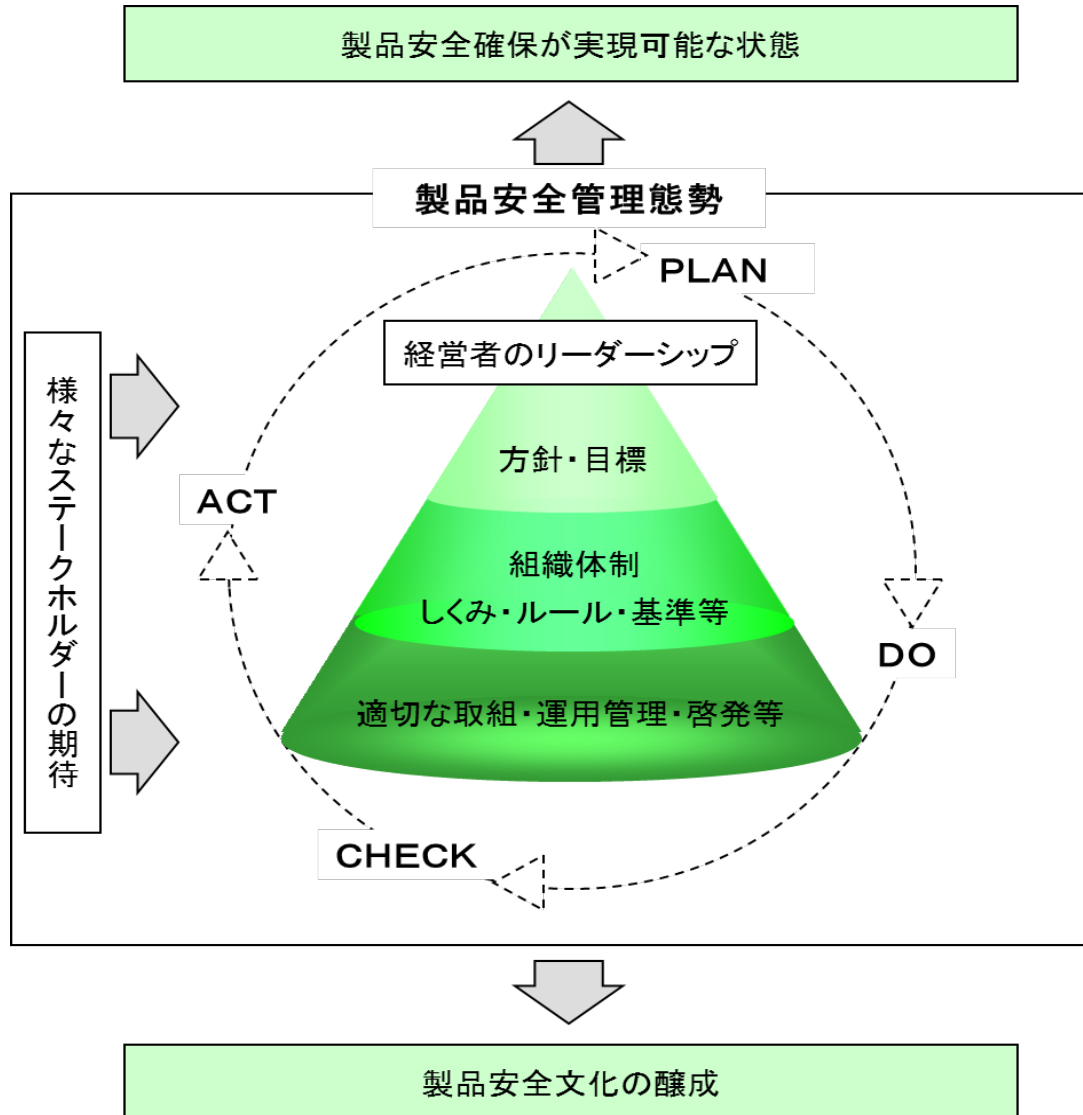 製品安全確保が実現可能な状態
製品安全管理態勢
PLAN
経営者のリーダーシップ
様々なステークホルダーの期待
方針・目標
ACT
組織体制
しくみ・ルール・基準等
DO
適切な取組・運用管理・啓発等
CHECK
製品安全文化の醸成